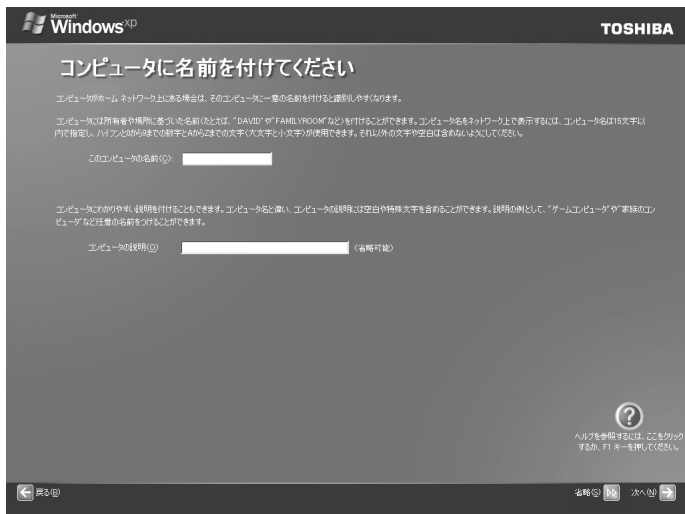 Microsoft
Windows xp
TOSHIBA
コンピュータに名前を付けてください
コンピュータがホーム ネットワーク上にある場合は、そのコンピュータに一意の名前を付けると識別しやすくなります。
コンピュータには所有者や場所に基づいた名前(たとえば、"DAVID" や "FAMILYROOM" など)を付けることができます。コンピュータ名をネットワーク上で表示するには、コンピュータ名は15文字以
内で指定し、ハイフンと0から9までの数字とAからZまでの文字(大文字と小文字)が使用できます。それ以外の文字や空白は含めないようにしてください。
このコンピュータの名前(C):
コンピュータにわかりやすい説明を付けることもできます。コンピュータ名と違い、コンピュータの説明には空白や特殊文字を含めることができます。説明の例として、"ゲームコンピュータ" や "家族のコン
ピュータ" など任意の名前をつけることができます。
コンピュータの説明(O)
(省略可能)
ヘルプを参照するには、ここをクリック
するか、F1 キーを押してください。
戻る(B)
省略(S)
次へ(N)